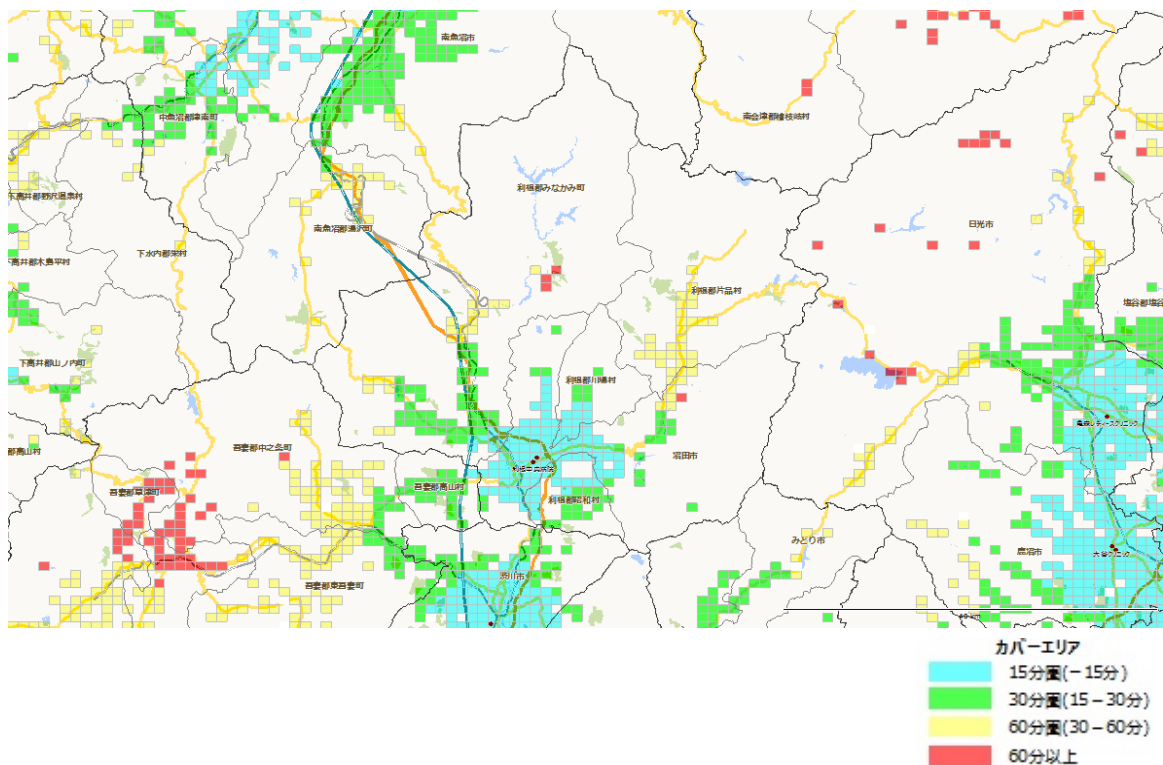 南魚沼市
中魚沼郡津南町
南会津郡檜枝岐村
利根郡みなかみ町
下高井郡野沢温泉村
日光市
南魚沼郡湯沢町
下水内郡栄村
下高井郡木島平村
利根郡片品村
塩谷郡塩谷
下高井郡山ノ内町
利根郡川場村
吾妻郡中之条町
沼田市
郡高山村
吾妻郡高山村
吾妻郡草津町
利根郡昭和村
みどり市
鹿沼市
渋川市
吾妻郡東吾妻町
カバーエリア
15分圏(－15分)
30分圏(15－30分)
60分圏(30－60分)
60分以上